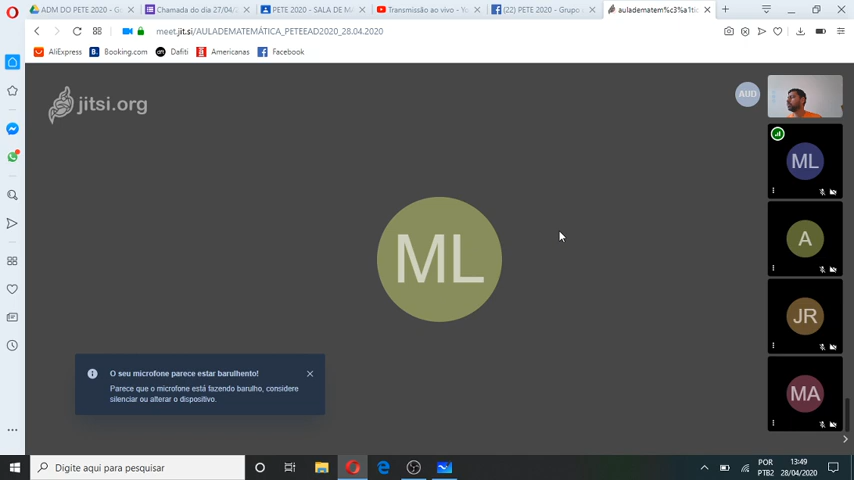 ADM DO PETE 2020 - G
Chamada do dia 27/04/
PETE 2020 - SALA DE MA
Transmissão ao vivo - Yo
(22) PETE 2020 - Grupo
auladematem%c3%a1tic
meet.jit.si/AULADEMATEMÁTICA_PETEEAD2020_28.04.2020
AliExpress
Booking.com
Dafiti
Americanas
Facebook
jitsi.org
AUD
ML
A
JR
MA
ML
O seu microfone parece estar barulhento!
Parece que o microfone está fazendo barulho, considere
silenciar ou alterar o dispositivo.
Digite aqui para pesquisar
POR
PTB2
13:49
28/04/2020